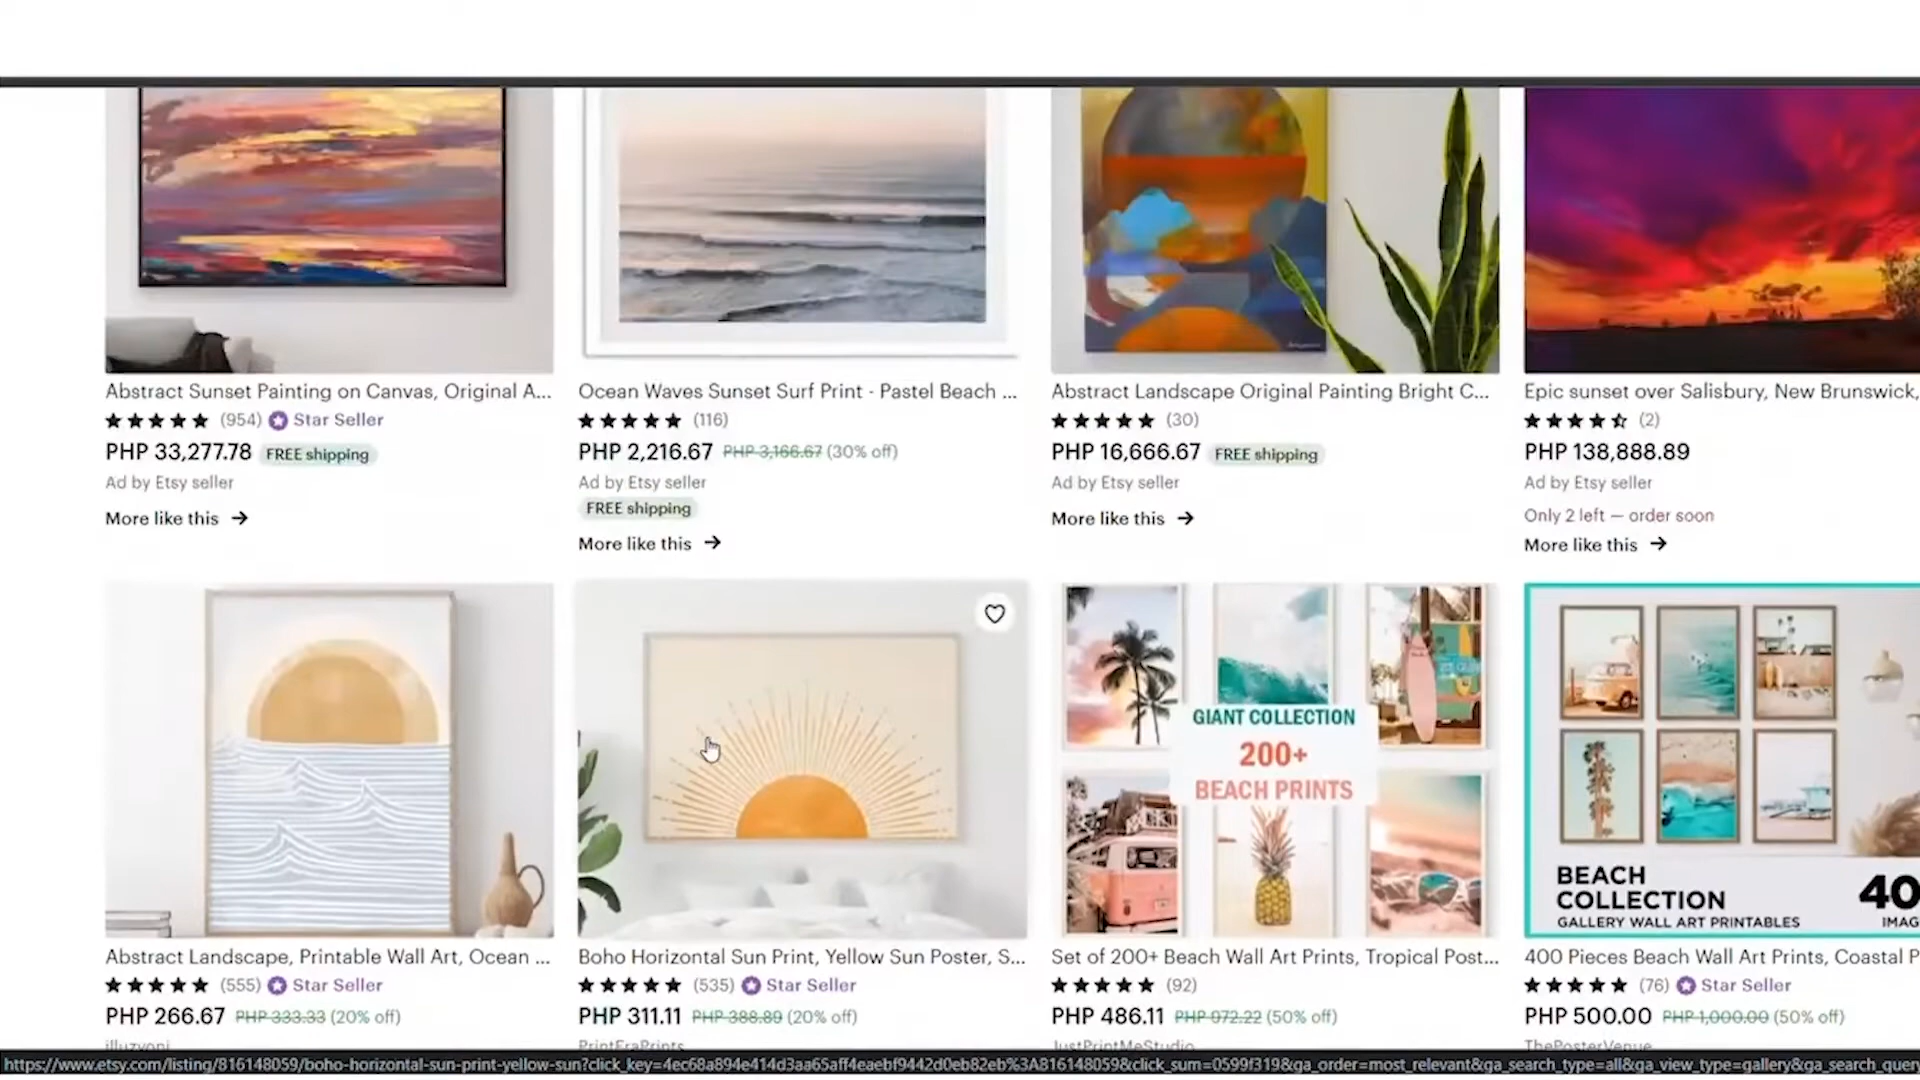 Abstract Sunset Painting on Canvas, Original A...
(954) Star Seller
PHP 33,277.78 FREE shipping
Ad by Etsy seller
More like this →
Ocean Waves Sunset Surf Print - Pastel Beach ...
(116)
PHP 2,216.67 PHP 3,166.67 (30% off)
Ad by Etsy seller
FREE shipping
More like this →
Abstract Landscape Original Painting Bright C...
(30)
PHP 16,666.67 FREE shipping
Ad by Etsy seller
More like this →
Epic sunset over Salisbury, New Brunswick,
(2)
PHP 138,888.89
Ad by Etsy seller
Only 2 left — order soon
More like this →
Abstract Landscape, Printable Wall Art, Ocean ...
(555) Star Seller
PHP 266.67 PHP 333.33 (20% off)
illuzyoni
Boho Horizontal Sun Print, Yellow Sun Poster, S...
(535) Star Seller
PHP 311.11 PHP 388.89 (20% off)
PrintEraPrints
GIANT COLLECTION
200+
BEACH PRINTS
Set of 200+ Beach Wall Art Prints, Tropical Post...
(92)
PHP 486.11 PHP 972.22 (50% off)
JustPrintMeStudio
BEACH
COLLECTION
GALLERY WALL ART PRINTABLES
40
IMAG
400 Pieces Beach Wall Art Prints, Coastal P
(76) Star Seller
PHP 500.00 PHP 1,000.00 (50% off)
ThePosterVenue
https://www.etsy.com/listing/816148059/boho-horizontal-sun-print-yellow-sun?click_key=4ec68a894e414d3aa65aff4eaebf9442d0eb82eb%3A816148059&click_sum=0599f319&ga_order=most_relevant&ga_search_type=all&ga_view_type=gallery&ga_search_query